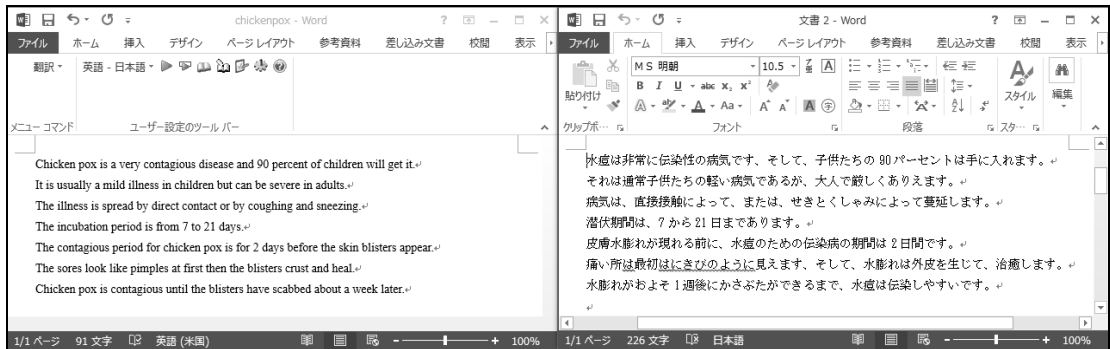 chickenpox - Word
ファイル ホーム 挿入 デザイン ページ レイアウト 参考資料 差し込み文書 校閲 表示
翻訳 英語 - 日本語
メニュー コマンド ユーザー設定のツール バー
Chicken pox is a very contagious disease and 90 percent of children will get it.
It is usually a mild illness in children but can be severe in adults.
The illness is spread by direct contact or by coughing and sneezing.
The incubation period is from 7 to 21 days.
The contagious period for chicken pox is for 2 days before the skin blisters appear.
The sores look like pimples at first then the blisters crust and heal.
Chicken pox is contagious until the blisters have scabbed about a week later.
1/1 ページ 91 文字 英語 (米国) 100%
文書 2 - Word
ファイル ホーム 挿入 デザイン ページ レイアウト 参考資料 差し込み文書 校閲 表示
MS 明朝 10.5
貼り付け スタイル 編集
クリップボ… フォント 段落 スタ…
水痘は非常に伝染性の病気です、そして、子供たちの 90 パーセントは手に入れます。
それは通常子供たちの軽い病気であるが、大人で厳しくありえます。
病気は、直接接触によって、または、せきとくしゃみによって蔓延します。
潜伏期間は、7 から 21 日まであります。
皮膚水膨れが現れる前に、水痘のための伝染病の期間は 2 日間です。
痛い所は最初はにきびのように見えます、そして、水膨れは外皮を生じて、治癒します。
水膨れがおよそ 1 週後にかさぶたができるまで、水痘は伝染しやすいです。
1/1 ページ 226 文字 日本語 100%